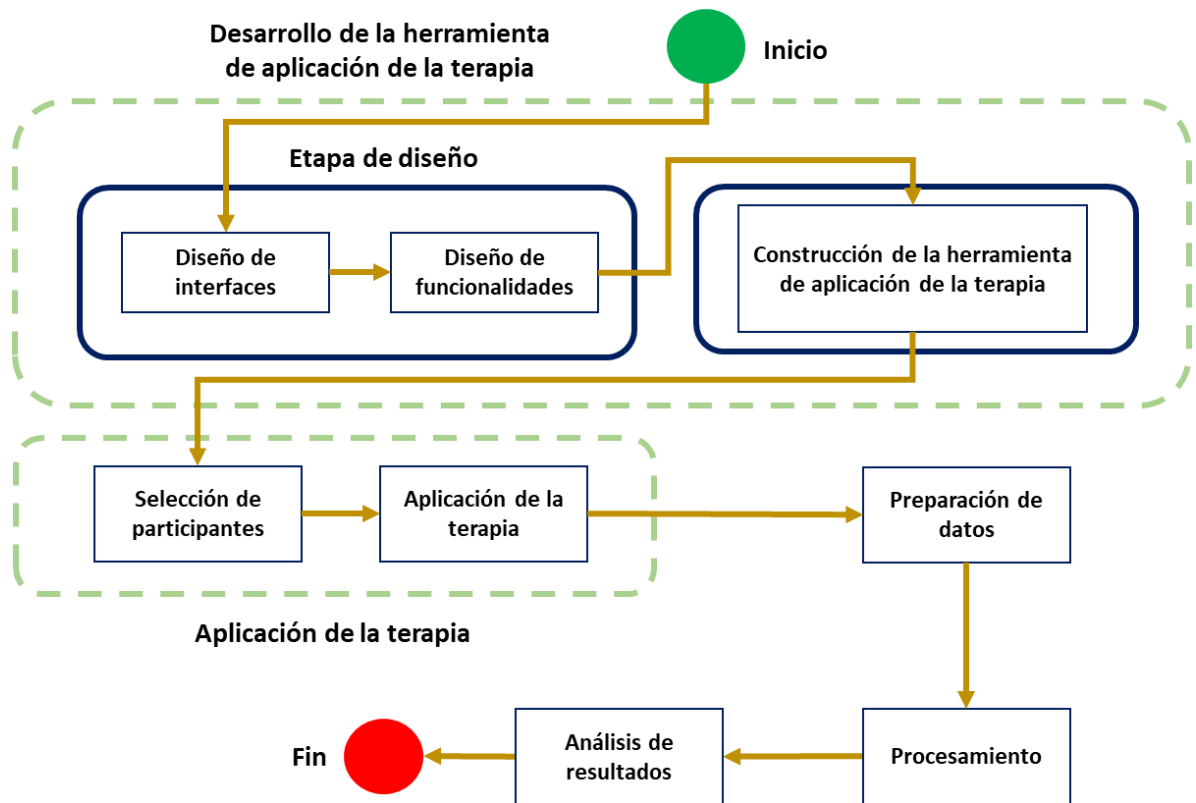 Desarrollo de la herramienta
de aplicación de la terapia
Inicio
Etapa de diseño
Diseño de
interfaces
Diseño de
funcionalidades
Construcción de la herramienta
de aplicación de la terapia
Selección de
participantes
Aplicación de la
terapia
Preparación de
datos
Aplicación de la terapia
Fin
Análisis de
resultados
Procesamiento